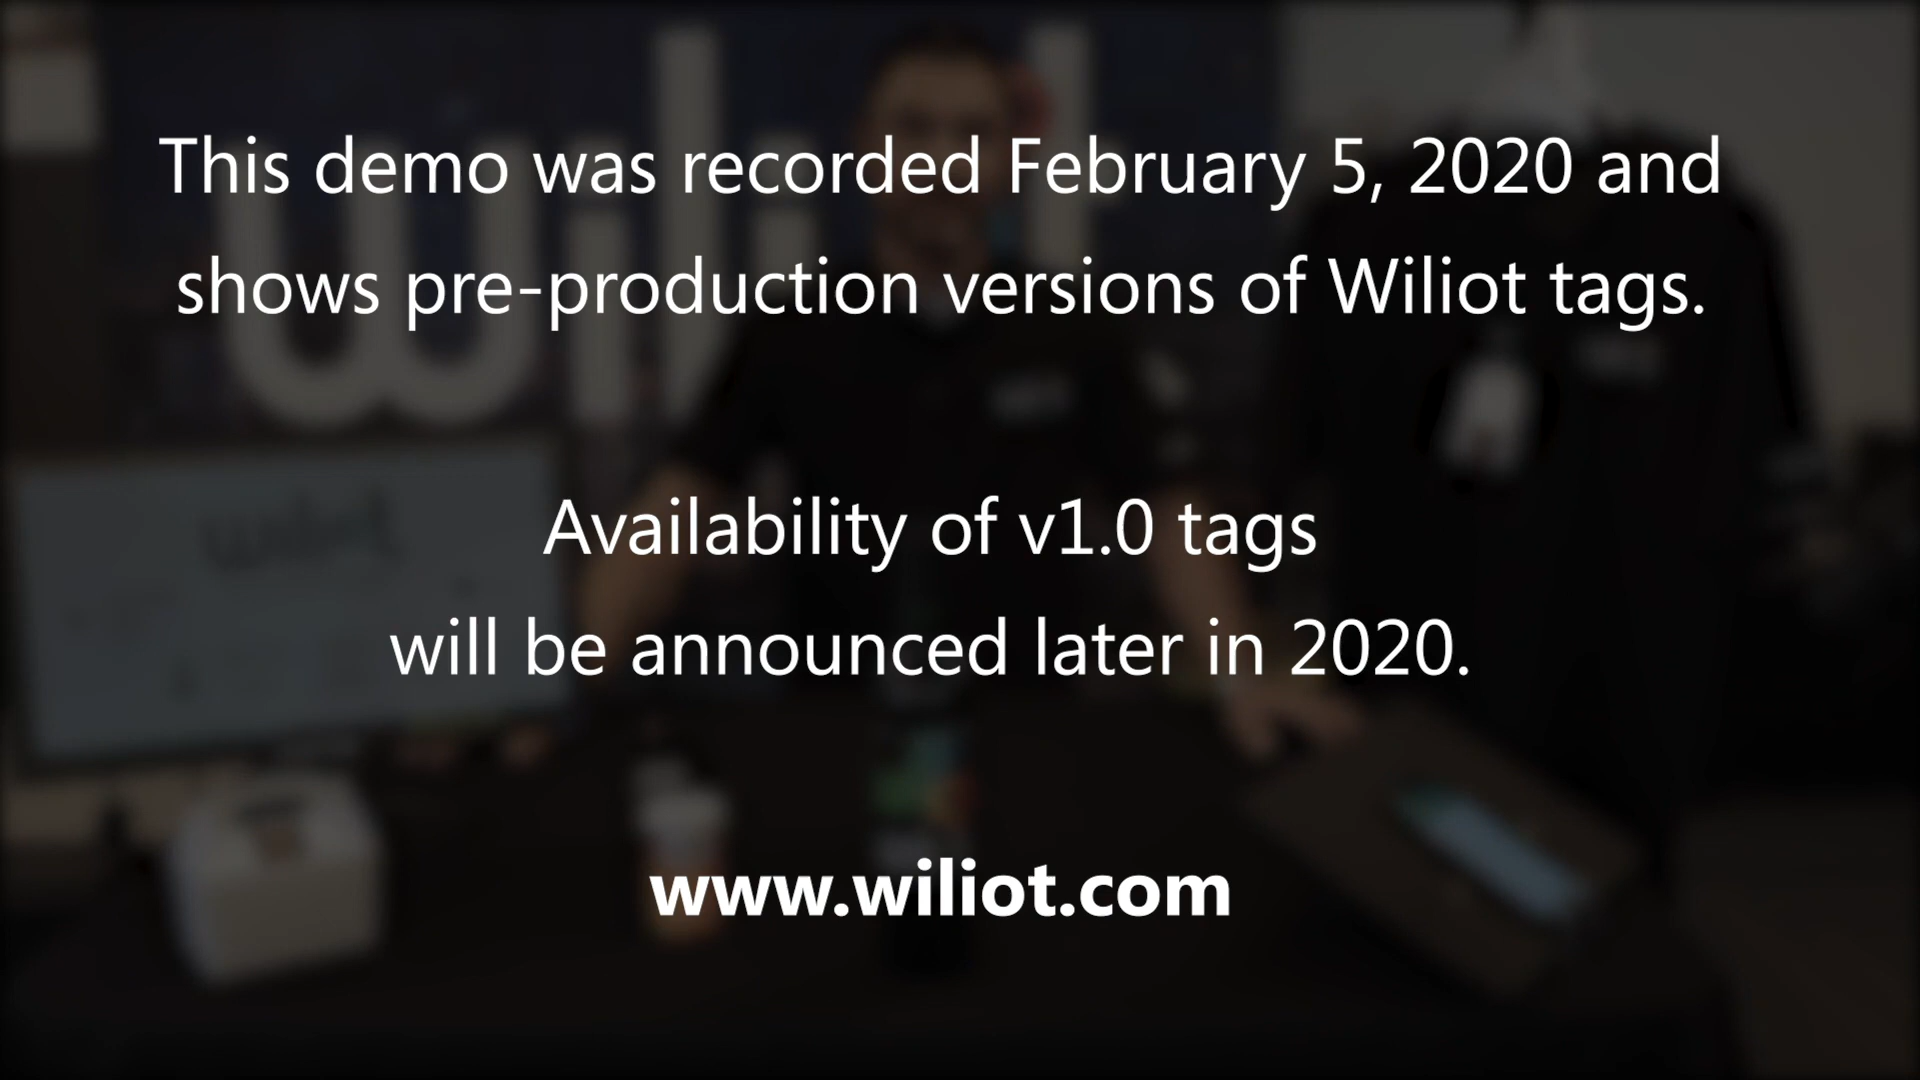 This demo was recorded February 5, 2020 and
shows pre-production versions of Wiliot tags.
Availability of v1.0 tags
will be announced later in 2020.
www.wiliot.com